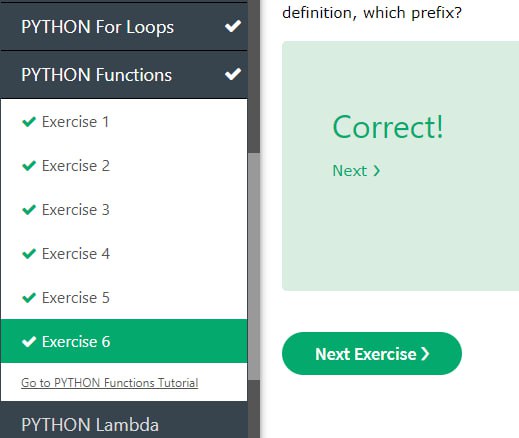 PYTHON For Loops
PYTHON Functions
Exercise 1
Exercise 2
Exercise 3
Exercise 4
Exercise 5
Exercise 6
Go to PYTHON Functions Tutorial
PYTHON Lambda
definition, which prefix?
Correct!
Next ❯
Next Exercise ❯